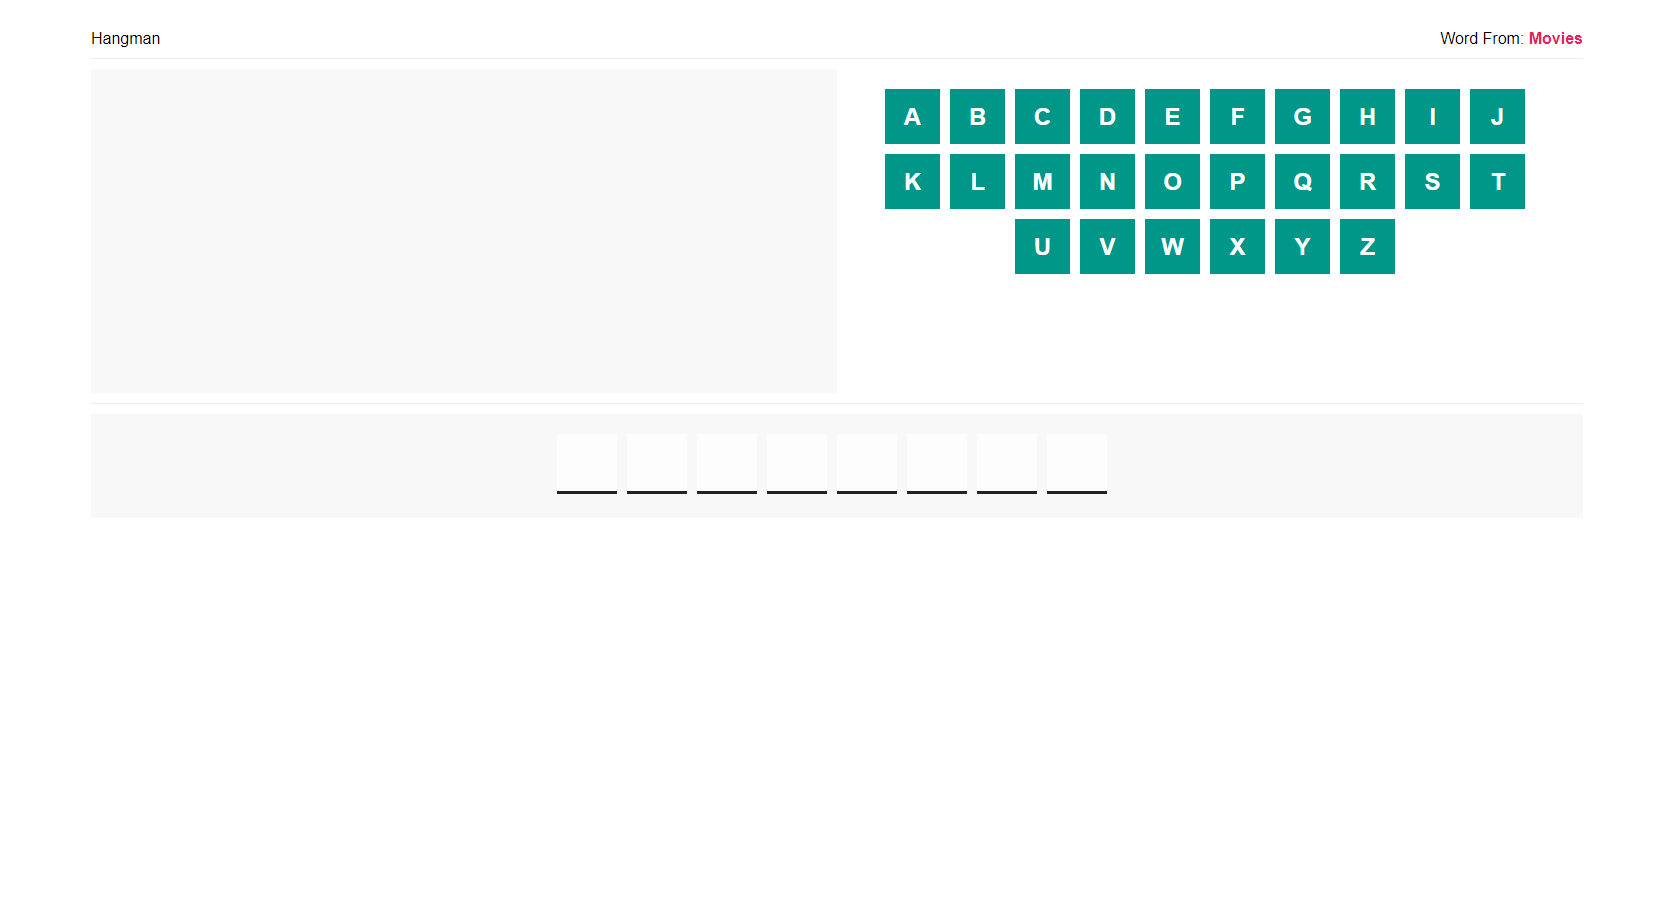 Hangman
Word From: Movies
A B C D E F G H I J
K L M N O P Q R S T
U V W X Y Z